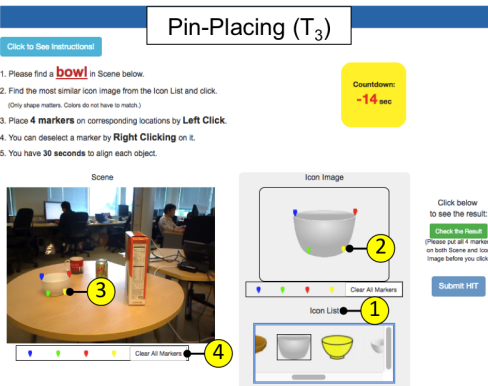 Pin-Placing (T3)
Click to See Instructions!
1. Please find a bowl in Scene below.
2. Find the most similar icon image from the Icon List and click.
(Only shape matters. Colors do not have to match.)
3. Place 4 markers on corresponding locations by Left Click.
4. You can deselect a marker by Right Clicking on it.
5. You have 30 seconds to align each object.
Countdown:
-14 sec
Scene
Icon Image
Click below
to see the result:
Check the Result
(Please put all 4 marker
on both Scene and Ico
Image before you click
Submit HIT
2
3
Clear All Markers
1
Icon List
Clear All Markers
4